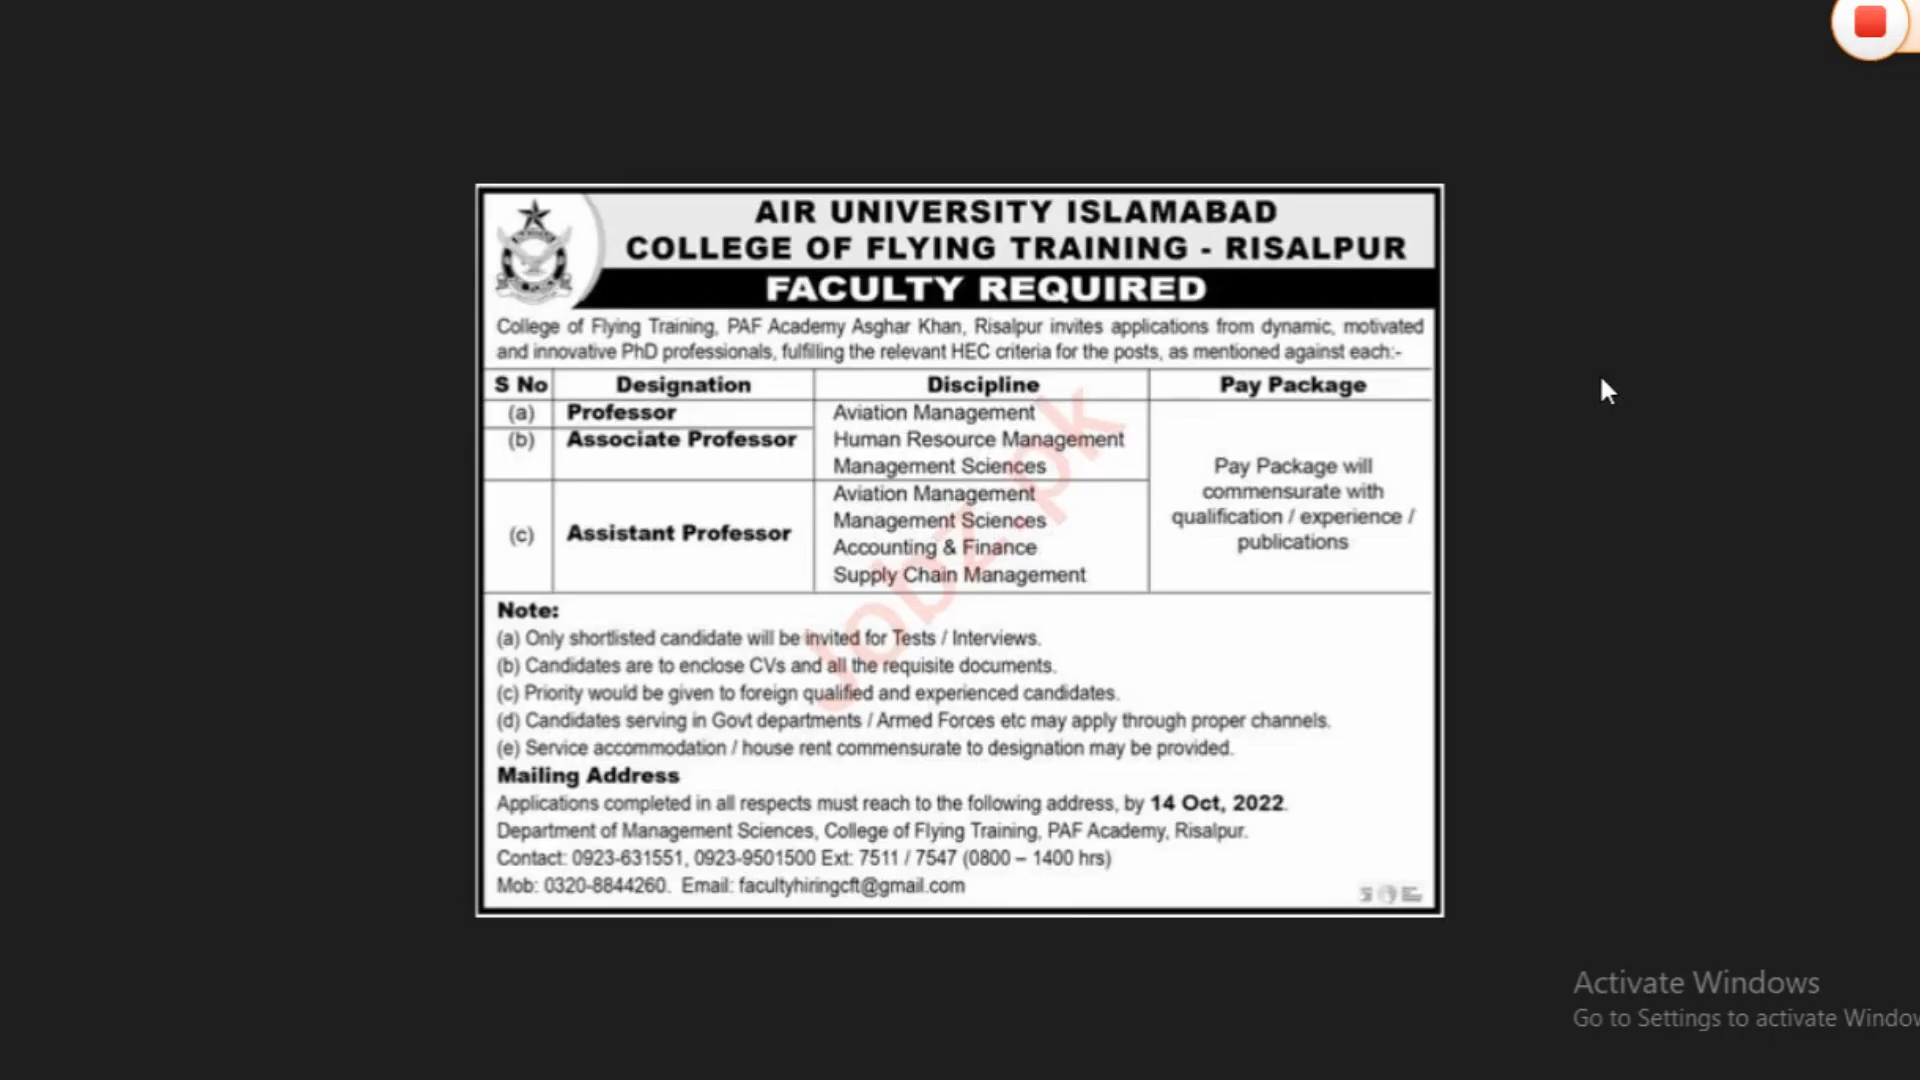 AIR UNIVERSITY ISLAMABAD
COLLEGE OF FLYING TRAINING - RISALPUR
FACULTY REQUIRED
College of Flying Training, PAF Academy Asghar Khan, Risalpur invites applications from dynamic, motivated
and innovative PhD professionals, fulfilling the relevant HEC criteria for the posts, as mentioned against each:-
S No Designation Discipline Pay Package
(a) Professor Aviation Management
(b) Associate Professor Human Resource Management
Management Sciences
(c) Assistant Professor
Aviation Management
Management Sciences
Accounting & Finance
Supply Chain Management
Pay Package will
commensurate with
qualification / experience /
publications
Jobz.pk
Note:
(a) Only shortlisted candidate will be invited for Tests / Interviews.
(b) Candidates are to enclose CVs and all the requisite documents.
(c) Priority would be given to foreign qualified and experienced candidates.
(d) Candidates serving in Govt departments / Armed Forces etc may apply through proper channels.
(e) Service accommodation / house rent commensurate to designation may be provided.
Mailing Address
Applications completed in all respects must reach to the following address, by 14 Oct, 2022.
Department of Management Sciences, College of Flying Training, PAF Academy, Risalpur.
Contact: 0923-631551, 0923-9501500 Ext: 7511 / 7547 (0800 – 1400 hrs)
Mob: 0320-8844260. Email: facultyhiringcft@gmail.com
Activate Windows
Go to Settings to activate Window